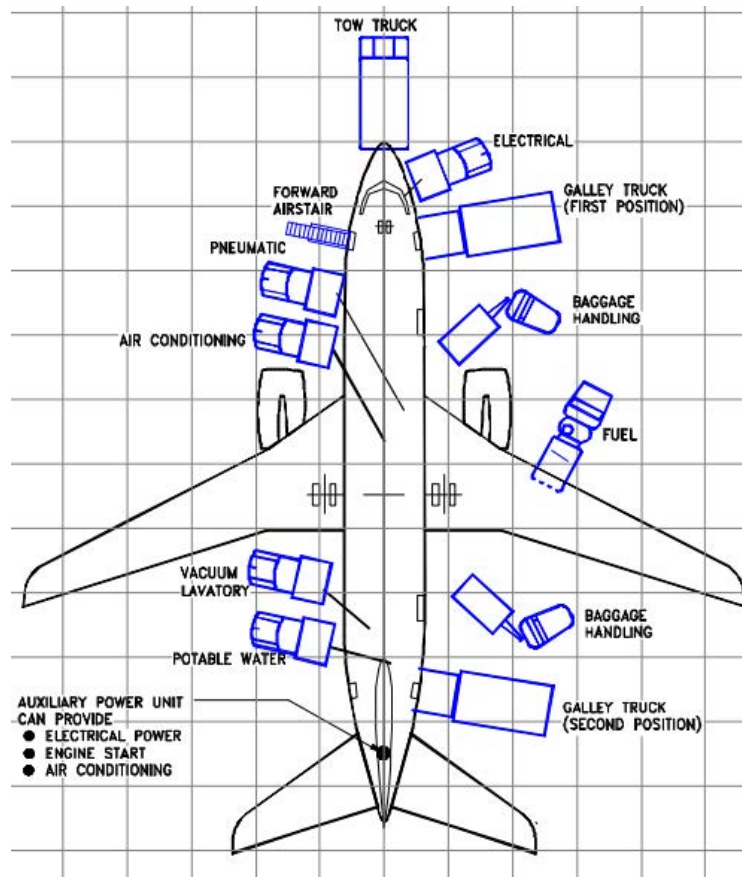 TOW TRUCK
ELECTRICAL
FORWARD
AIRSTAIR
GALLEY TRUCK
(FIRST POSITION)
PNEUMATIC
BAGGAGE
HANDLING
AIR CONDITIONING
FUEL
VACUUM
LAVATORY
BAGGAGE
HANDLING
POTABLE WATER
AUXILIARY POWER UNIT
CAN PROVIDE
● ELECTRICAL POWER
● ENGINE START
● AIR CONDITIONING
GALLEY TRUCK
(SECOND POSITION)